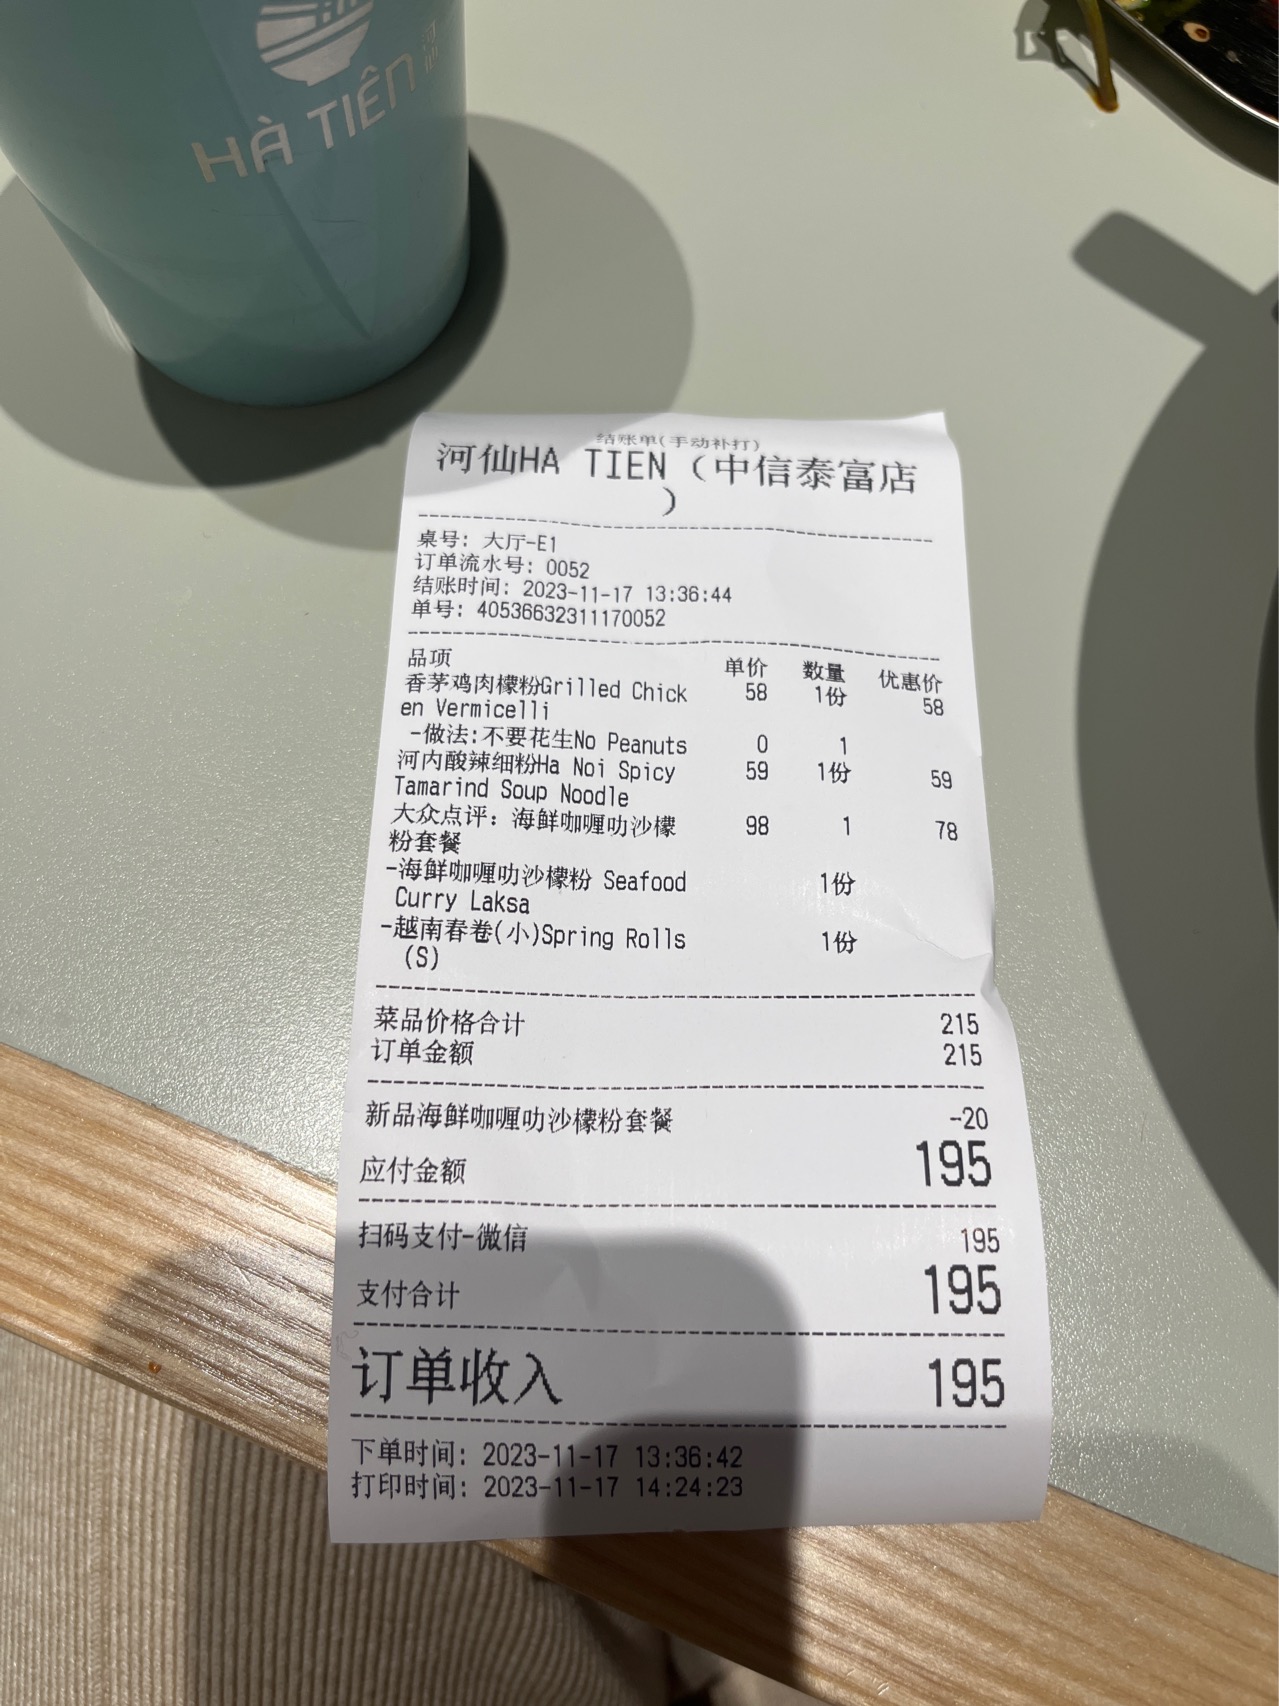 河仙
HÀ TIÊN
结账单(手动补打)
河仙HA TIEN（中信泰富店
）
桌号: 大厅-E1
订单流水号: 0052
结账时间: 2023-11-17 13:36:44
单号: 40536632311170052
品项 单价 数量 优惠价
香茅鸡肉檬粉Grilled Chick 58 1份 58
en Vermicelli
-做法:不要花生No Peanuts 0 1
河内酸辣细粉Ha Noi Spicy 59 1份 59
Tamarind Soup Noodle
大众点评: 海鲜咖喱叻沙檬 98 1 78
粉套餐
-海鲜咖喱叻沙檬粉 Seafood 1份
Curry Laksa
-越南春卷(小)Spring Rolls 1份
(S)
菜品价格合计 215
订单金额 215
新品海鲜咖喱叻沙檬粉套餐 -20
应付金额 195
扫码支付-微信 195
支付合计 195
订单收入 195
下单时间: 2023-11-17 13:36:42
打印时间: 2023-11-17 14:24:23